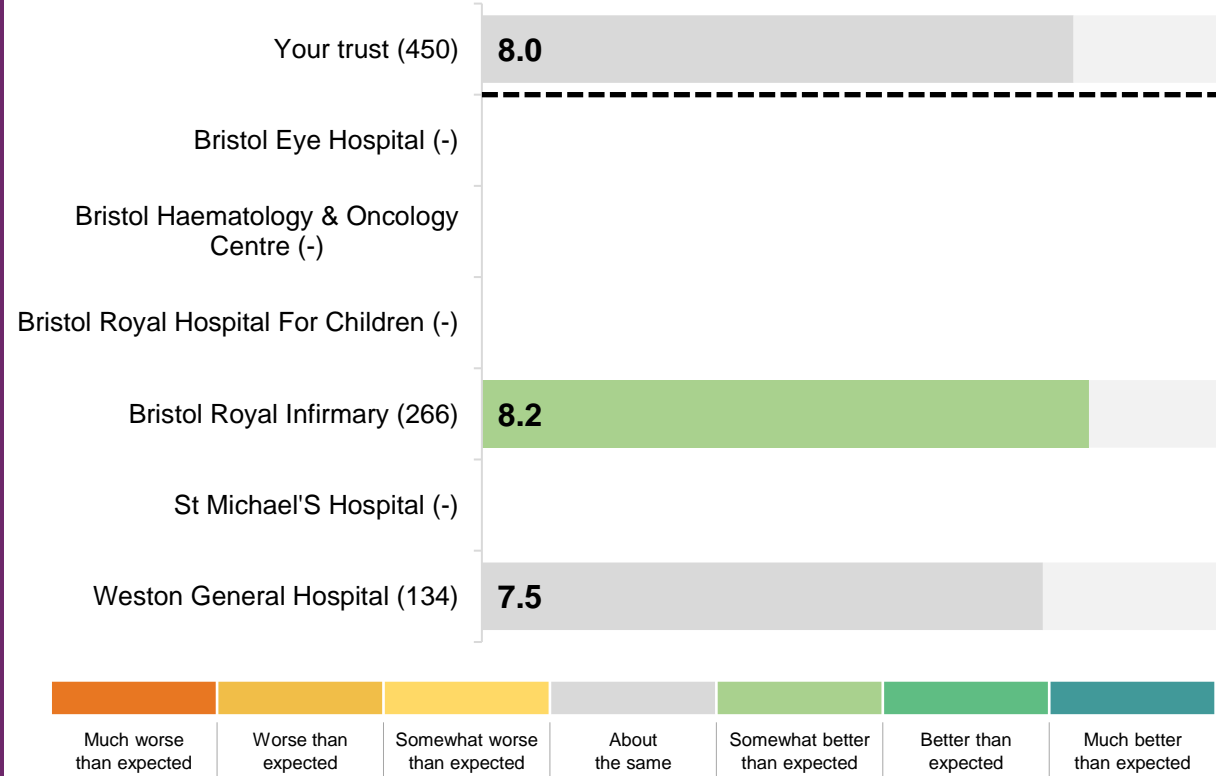 Your trust (450)
8.0
Bristol Eye Hospital (-)
Bristol Haematology & Oncology
Centre (-)
Bristol Royal Hospital For Children (-)
Bristol Royal Infirmary (266)
8.2
St Michael'S Hospital (-)
Weston General Hospital (134)
7.5
Much worse
than expected
Worse than
expected
Somewhat worse
than expected
About
the same
Somewhat better
than expected
Better than
expected
Much better
than expected